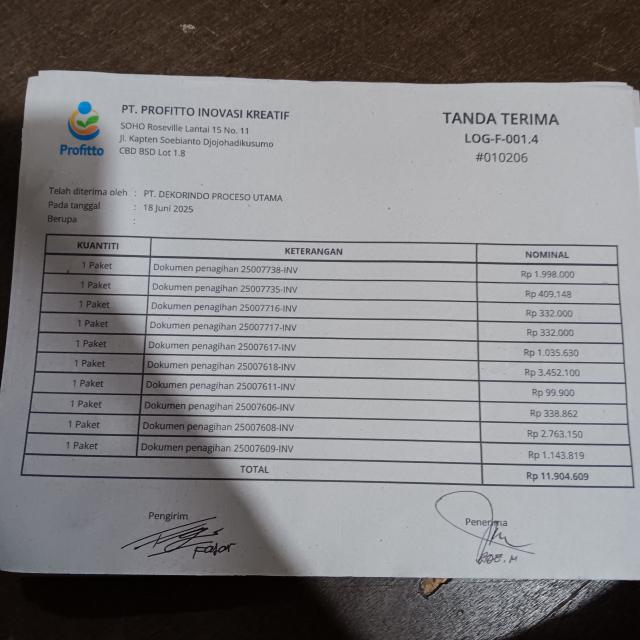 Profitto
PT. PROFITTO INOVASI KREATIF
SOHO Roseville Lantai 15 No. 11
Jl. Kapten Soebianto Djojohadikusumo
CBD BSD Lot 1.8
TANDA TERIMA
LOG-F-001.4
#010206
Telah diterima oleh : PT. DEKORINDO PROCESO UTAMA
Pada tanggal : 18 Juni 2025
Berupa :
KUANTITI KETERANGAN NOMINAL
1 Paket Dokumen penagihan 25007738-INV Rp 1.998.000
1 Paket Dokumen penagihan 25007735-INV Rp 409.148
1 Paket Dokumen penagihan 25007716-INV Rp 332.000
1 Paket Dokumen penagihan 25007717-INV Rp 332.000
1 Paket Dokumen penagihan 25007617-INV Rp 1.035.630
1 Paket Dokumen penagihan 25007618-INV Rp 3.452.100
1 Paket Dokumen penagihan 25007611-INV Rp 99.900
1 Paket Dokumen penagihan 25007606-INV Rp 338.862
1 Paket Dokumen penagihan 25007608-INV Rp 2.763.150
1 Paket Dokumen penagihan 25007609-INV Rp 1.143.819
TOTAL Rp 11.904.609
Pengirim Penerima